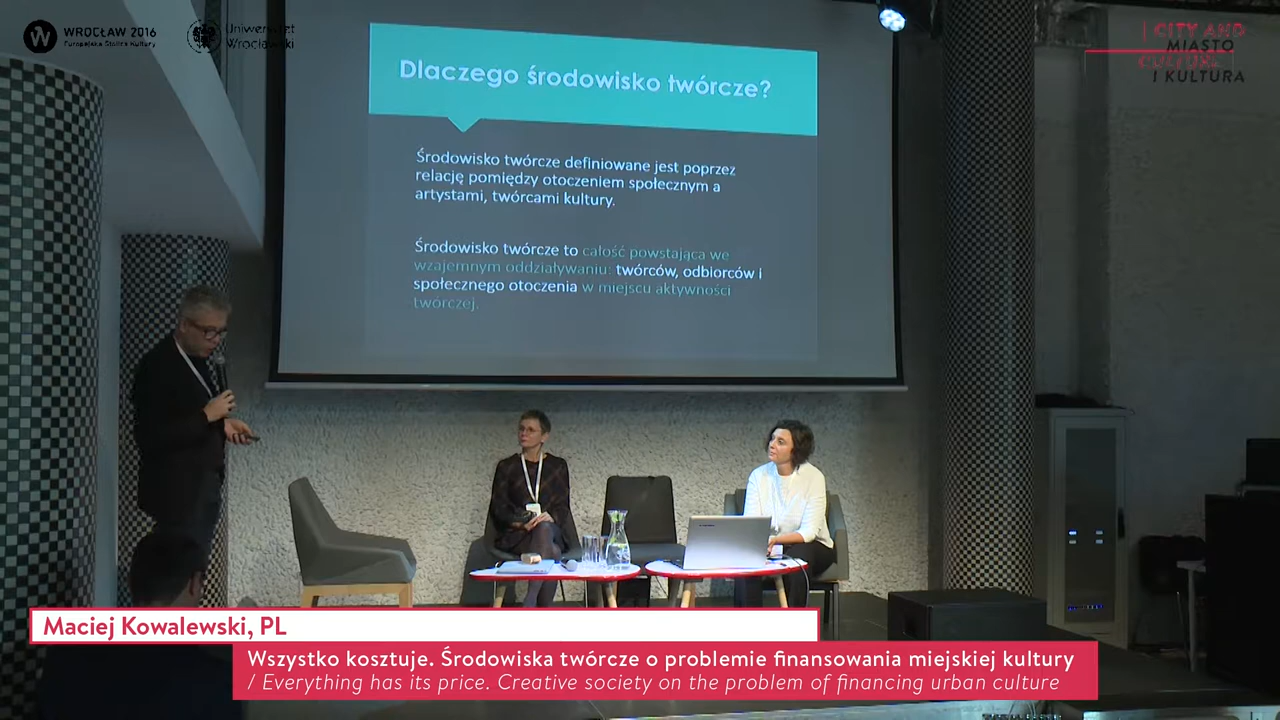 WROCŁAW 2016
Europejska Stolica Kultury
Uniwersytet
Wrocławski
CITY AND
MIASTO
CULTURE
I KULTURA
Dlaczego środowisko twórcze?
Środowisko twórcze definiowane jest poprzez
relację pomiędzy otoczeniem społecznym a
artystami, twórcami kultury.
Środowisko twórcze to całość powstająca we
wzajemnym oddziaływaniu: twórców, odbiorców i
społecznego otoczenia w miejscu aktywności
twórczej.
Maciej Kowalewski, PL
Wszystko kosztuje. Środowiska twórcze o problemie finansowania miejskiej kultury
/ Everything has its price. Creative society on the problem of financing urban culture